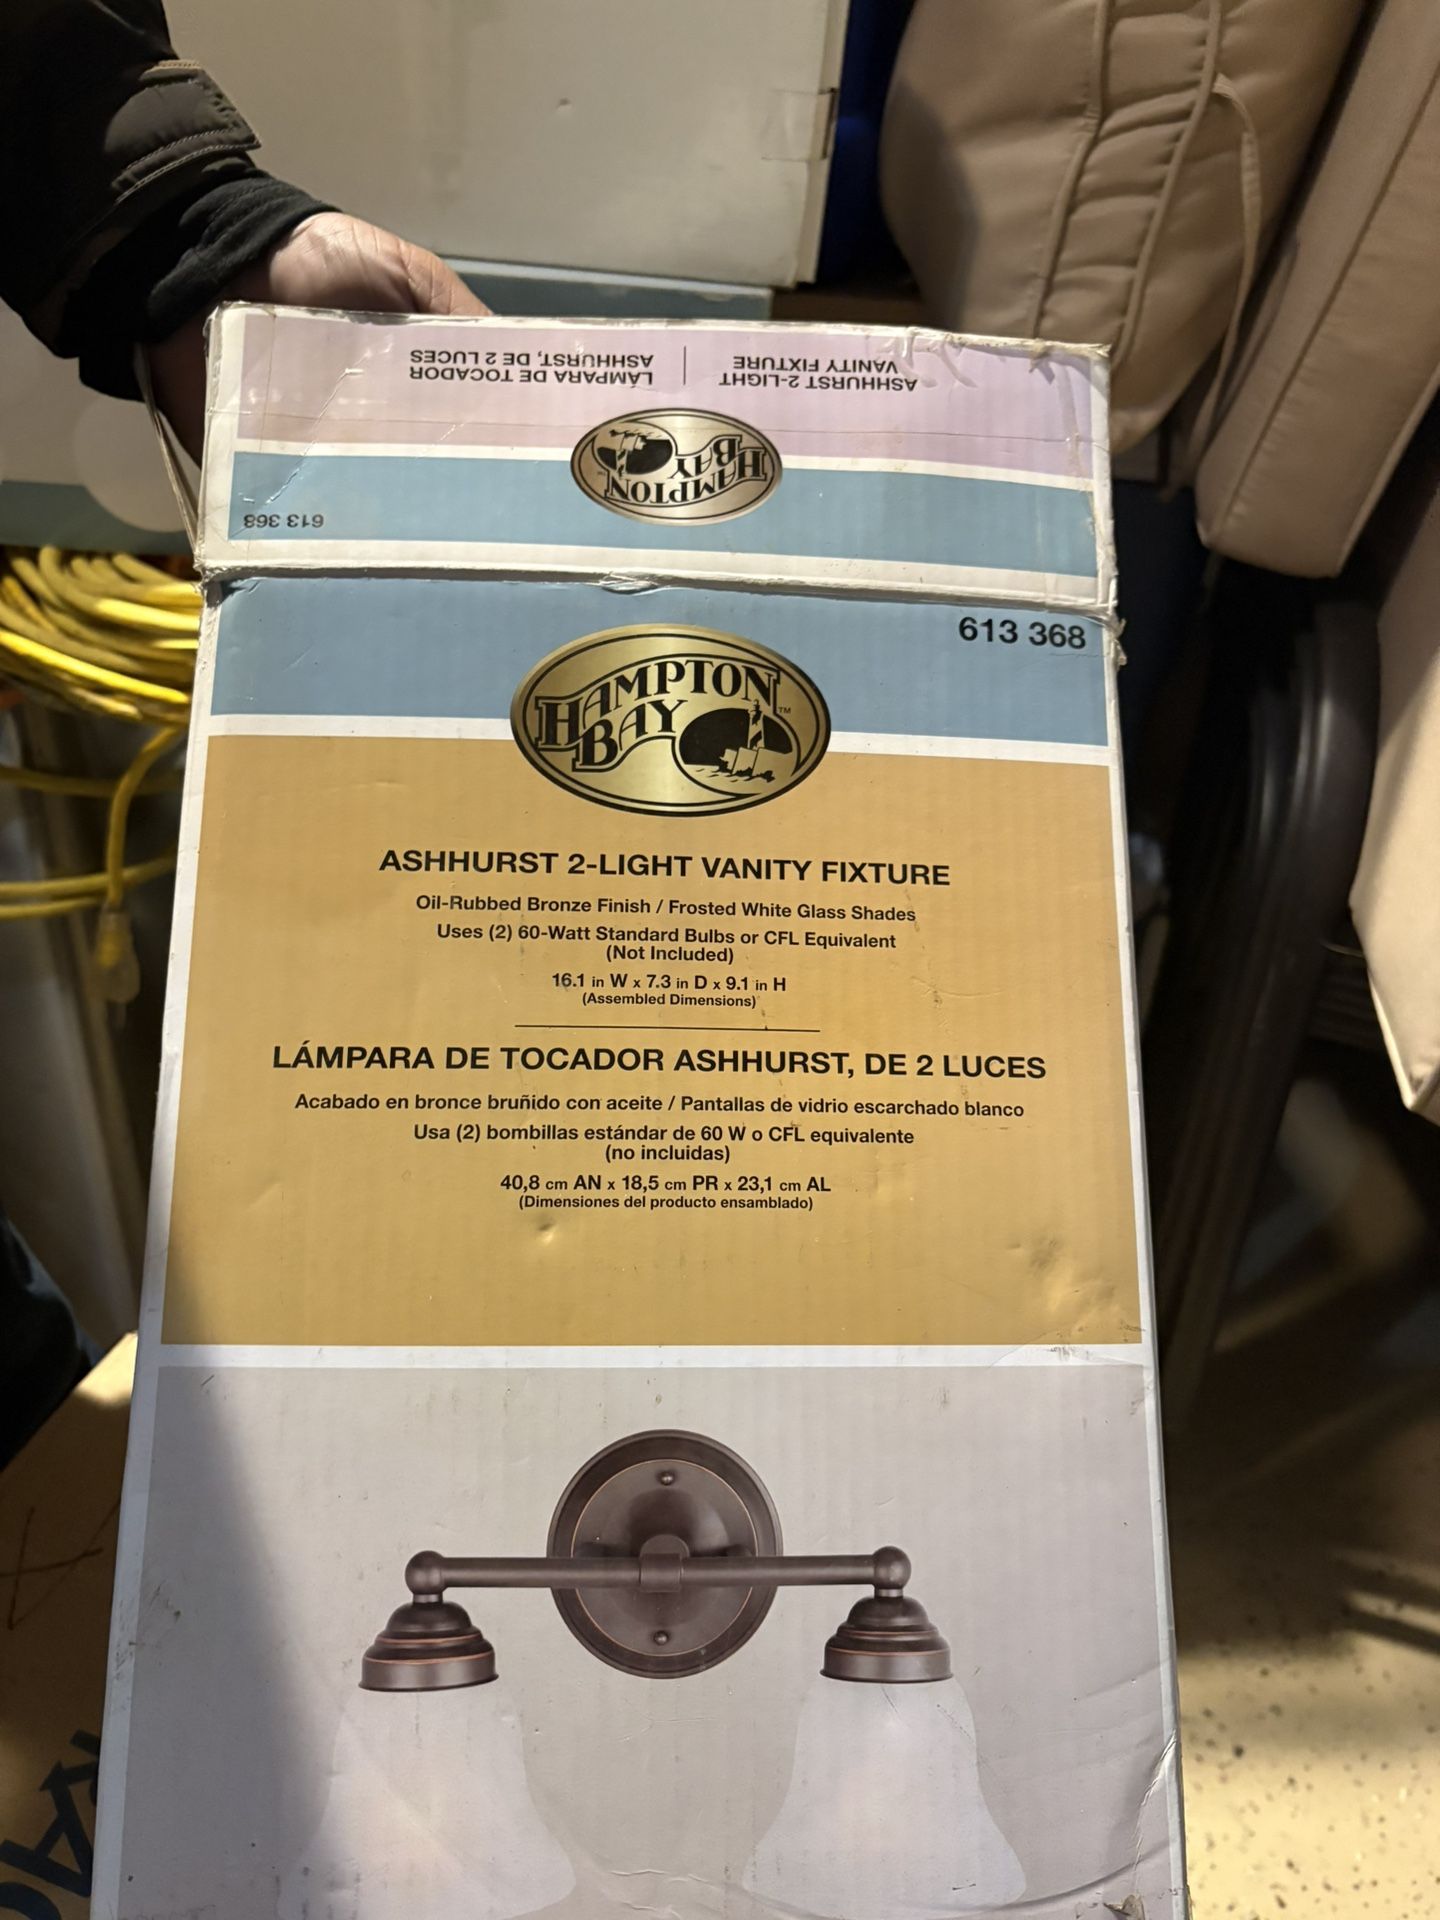 ASHHURST 2-LIGHT
VANITY FIXTURE
LÁMPARA DE TOCADOR
ASHHURST, DE 2 LUCES
HAMPTON
BAY
613 368
613 368
HAMPTON
BAY™
ASHHURST 2-LIGHT VANITY FIXTURE
Oil-Rubbed Bronze Finish / Frosted White Glass Shades
Uses (2) 60-Watt Standard Bulbs or CFL Equivalent
(Not Included)
16.1 in W x 7.3 in D x 9.1 in H
(Assembled Dimensions)
LÁMPARA DE TOCADOR ASHHURST, DE 2 LUCES
Acabado en bronce bruñido con aceite / Pantallas de vidrio escarchado blanco
Usa (2) bombillas estándar de 60 W o CFL equivalente
(no incluidas)
40,8 cm AN x 18,5 cm PR x 23,1 cm AL
(Dimensiones del producto ensamblado)